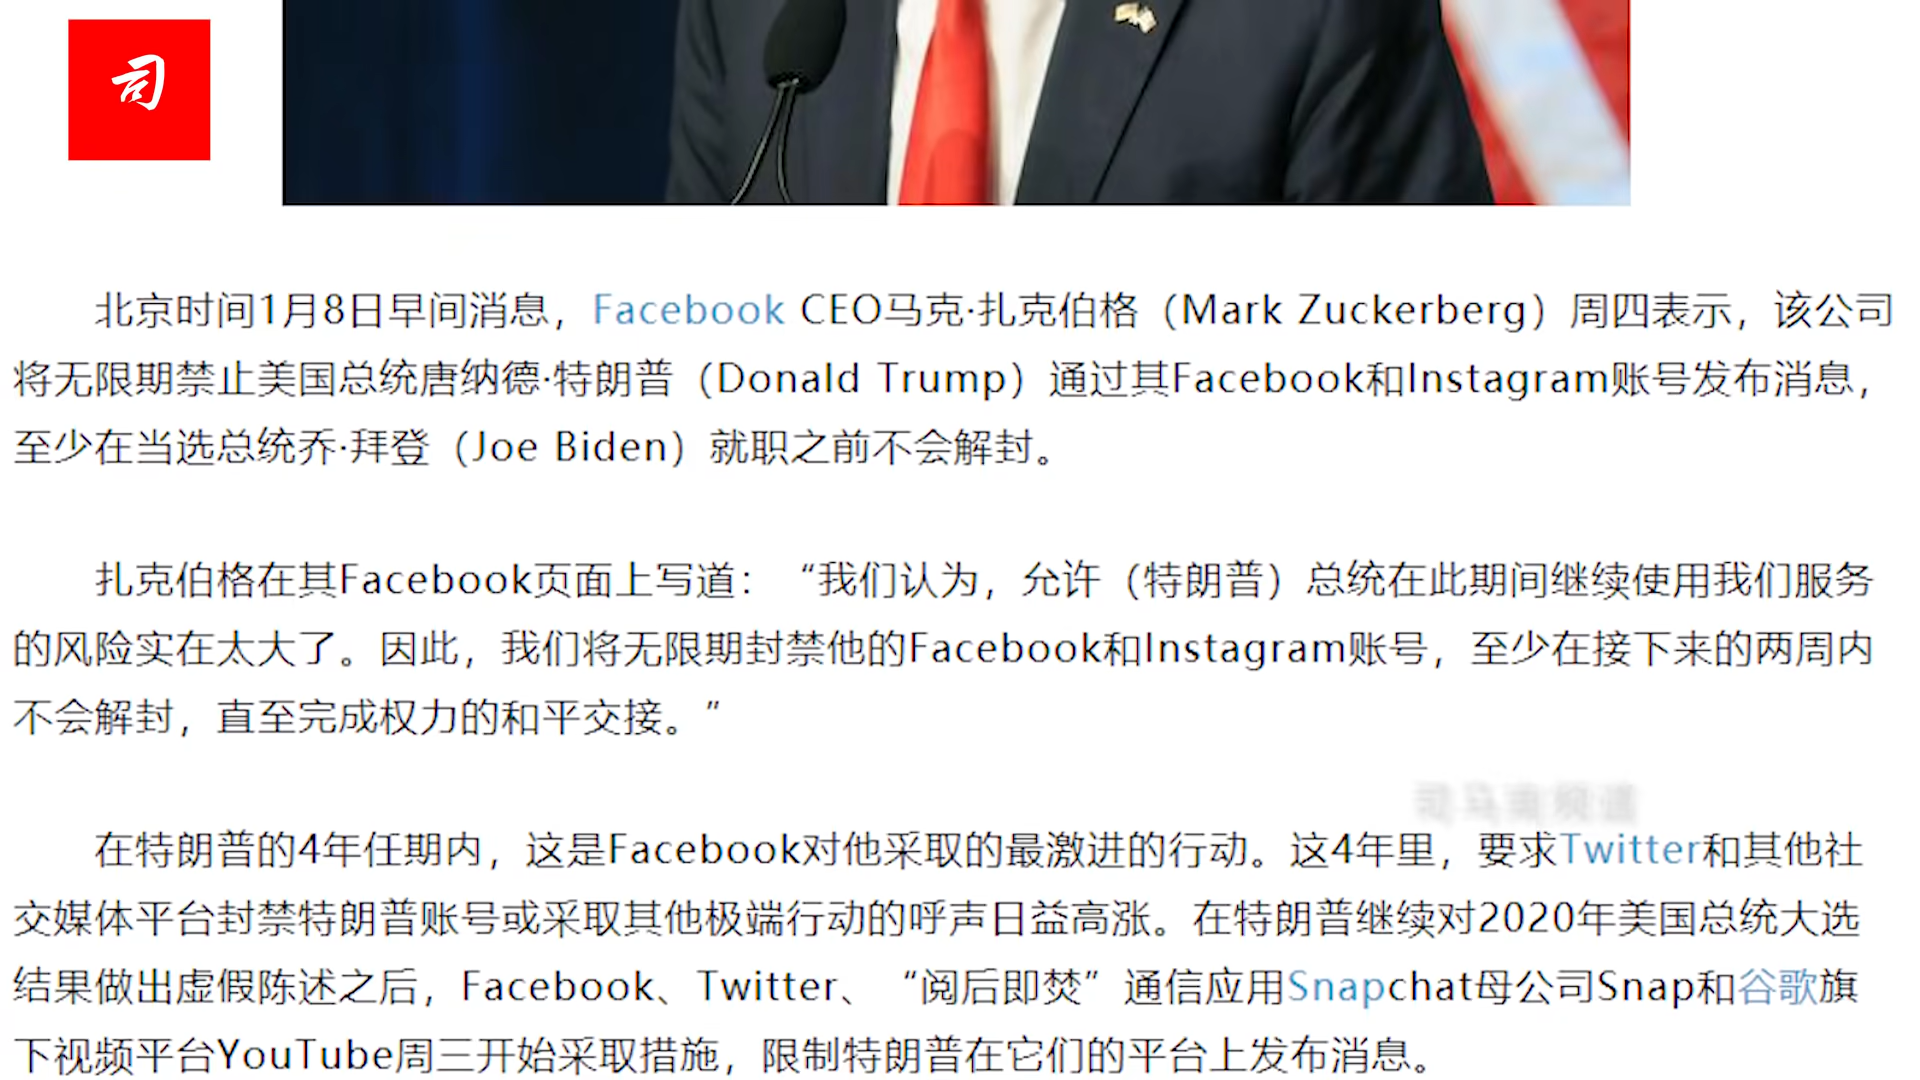 司
北京时间1月8日早间消息，Facebook CEO马克·扎克伯格（Mark Zuckerberg）周四表示，该公司
将无限期禁止美国总统唐纳德·特朗普（Donald Trump）通过其Facebook和Instagram账号发布消息，
至少在当选总统乔·拜登（Joe Biden）就职之前不会解封。
扎克伯格在其Facebook页面上写道：“我们认为，允许（特朗普）总统在此期间继续使用我们服务
的风险实在太大了。因此，我们将无限期封禁他的Facebook和Instagram账号，至少在接下来的两周内
不会解封，直至完成权力的和平交接。”
司马南频道
在特朗普的4年任期内，这是Facebook对他采取的最激进的行动。这4年里，要求Twitter和其他社
交媒体平台封禁特朗普账号或采取其他极端行动的呼声日益高涨。在特朗普继续对2020年美国总统大选
结果做出虚假陈述之后，Facebook、Twitter、“阅后即焚”通信应用Snapchat母公司Snap和谷歌旗
下视频平台YouTube周三开始采取措施，限制特朗普在它们的平台上发布消息。